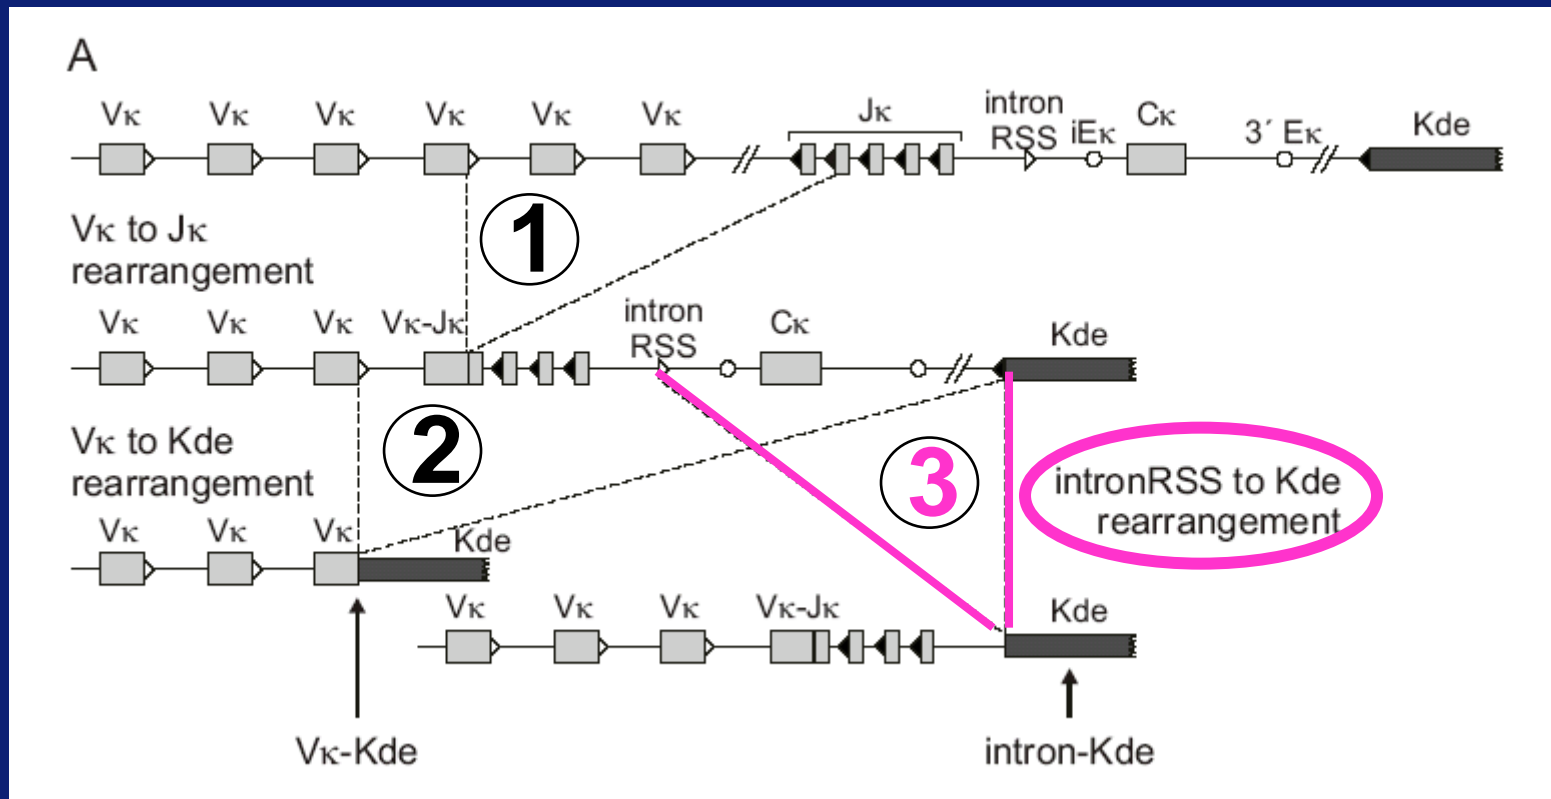 A
Vκ Vκ Vκ Vκ Vκ Vκ Jκ intron RSS iEκ Cκ 3´ Eκ Kde
1
Vκ to Jκ
rearrangement
Vκ Vκ Vκ Vκ-Jκ intron RSS Cκ Kde
2
3
Vκ to Kde
rearrangement
intronRSS to Kde
rearrangement
Vκ Vκ Vκ Kde
Vκ Vκ Vκ Vκ-Jκ Kde
Vκ-Kde intron-Kde